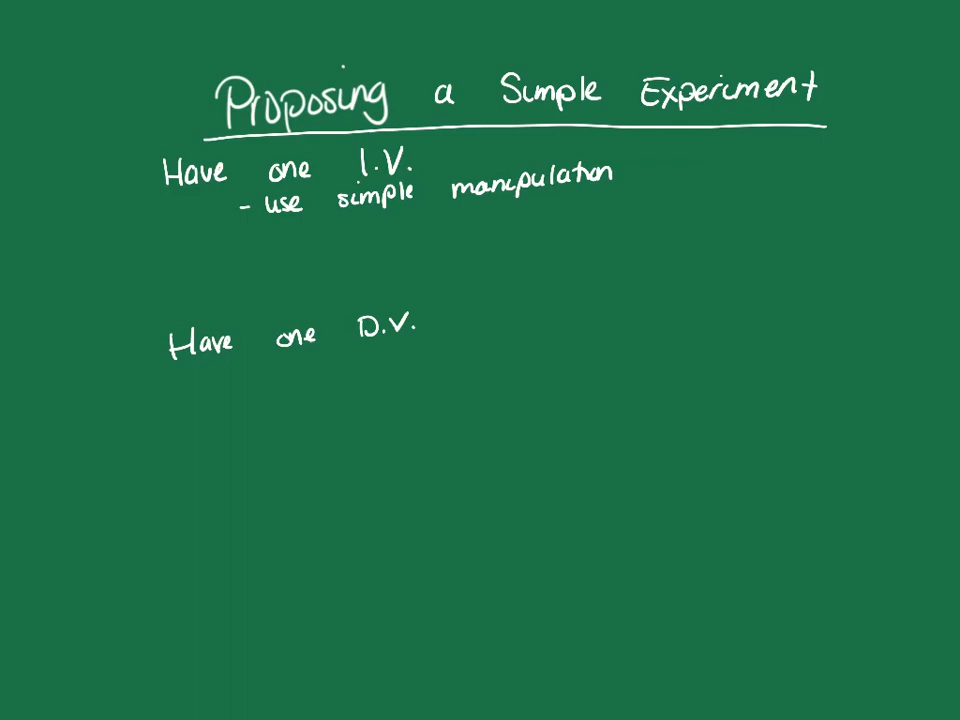 Proposing a Simple Experiment
Have one I.V.
- use simple manipulation
Have one D.V.